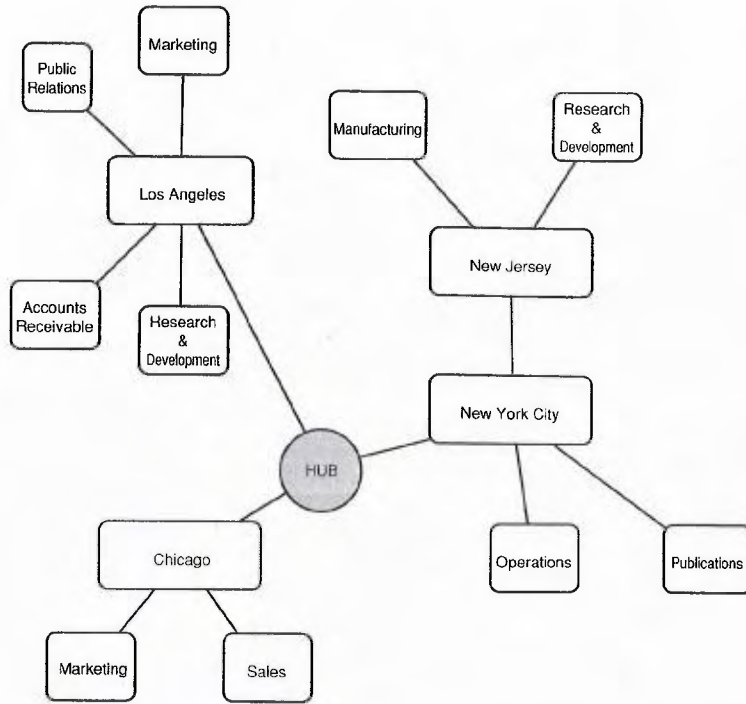 Marketing
Public
Relations
Los Angeles
Accounts
Receivable
Research
&
Development
Manufacturing
Research
&
Development
New Jersey
New York City
HUB
Operations
Publications
Chicago
Marketing
Sales